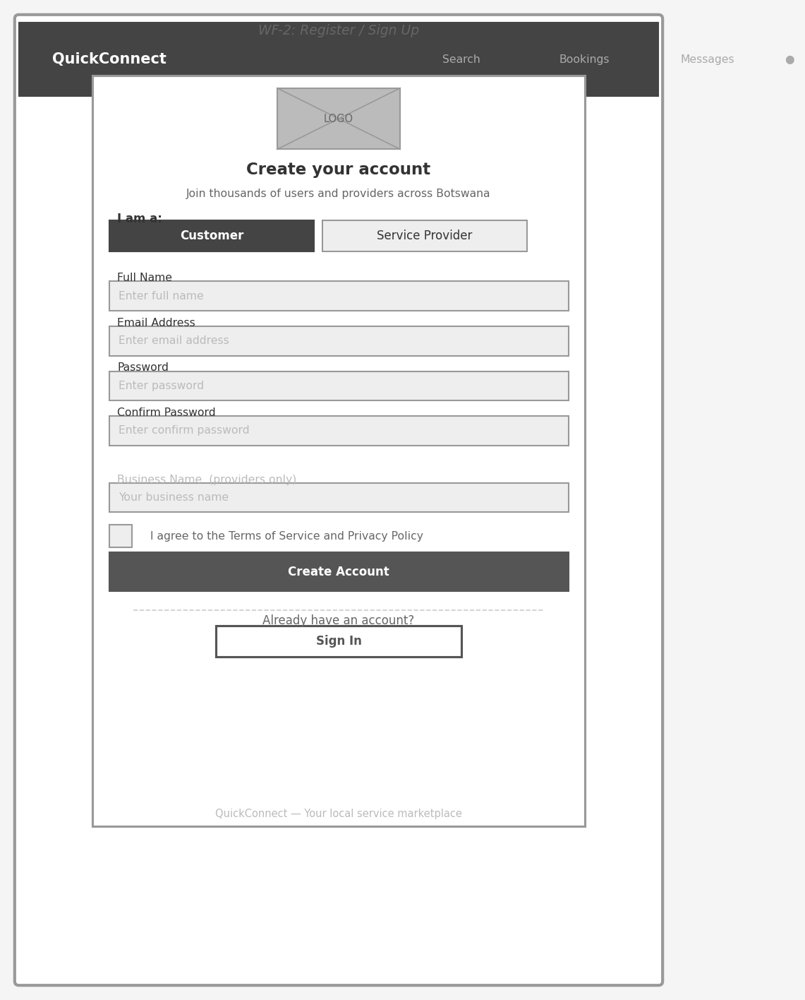 WF-2: Register / Sign Up
QuickConnect Search Bookings Messages
LOGO
Create your account
Join thousands of users and providers across Botswana
I am a:
Customer Service Provider
Full Name
Enter full name
Email Address
Enter email address
Password
Enter password
Confirm Password
Enter confirm password
Business Name (providers only)
Your business name
I agree to the Terms of Service and Privacy Policy
Create Account
Already have an account?
Sign In
QuickConnect — Your local service marketplace